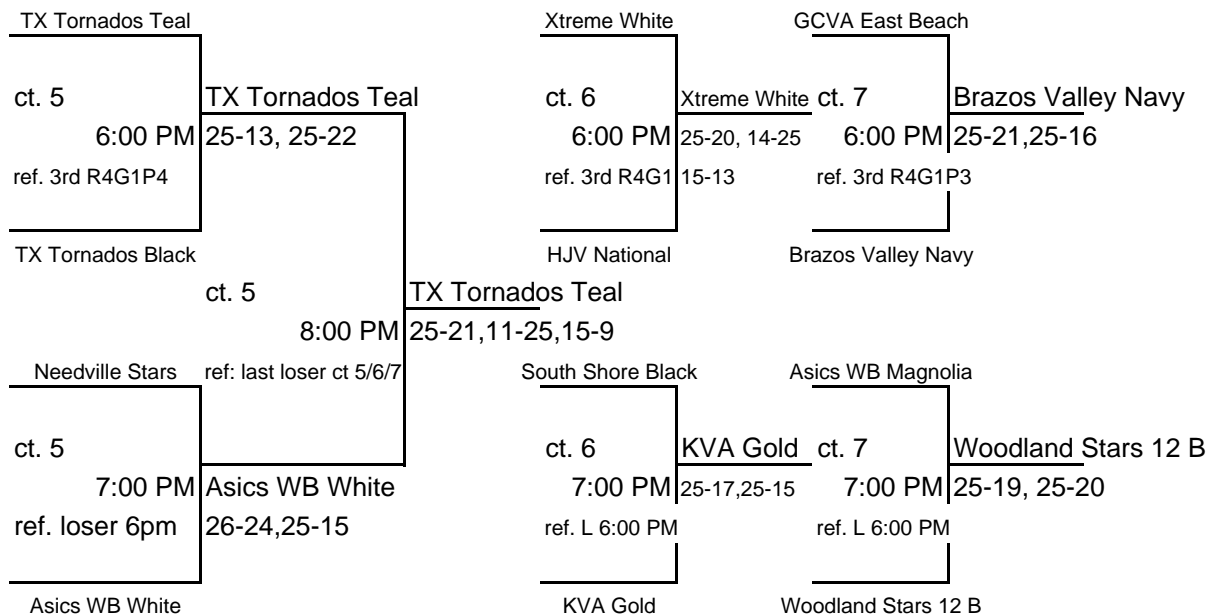 TX Tornados Teal
Xtreme White
GCVA East Beach
ct. 5
TX Tornados Teal
ct. 6
Xtreme White
ct. 7
Brazos Valley Navy
6:00 PM
25-13, 25-22
6:00 PM
25-20, 14-25
6:00 PM
25-21,25-16
ref. 3rd R4G1P4
ref. 3rd R4G1
15-13
ref. 3rd R4G1P3
TX Tornados Black
HJV National
Brazos Valley Navy
ct. 5
TX Tornados Teal
8:00 PM
25-21,11-25,15-9
Needville Stars
ref: last loser ct 5/6/7
South Shore Black
Asics WB Magnolia
ct. 5
ct. 6
KVA Gold
ct. 7
Woodland Stars 12 B
7:00 PM
Asics WB White
7:00 PM
25-17,25-15
7:00 PM
25-19, 25-20
ref. loser 6pm
26-24,25-15
ref. L 6:00 PM
ref. L 6:00 PM
Asics WB White
KVA Gold
Woodland Stars 12 B